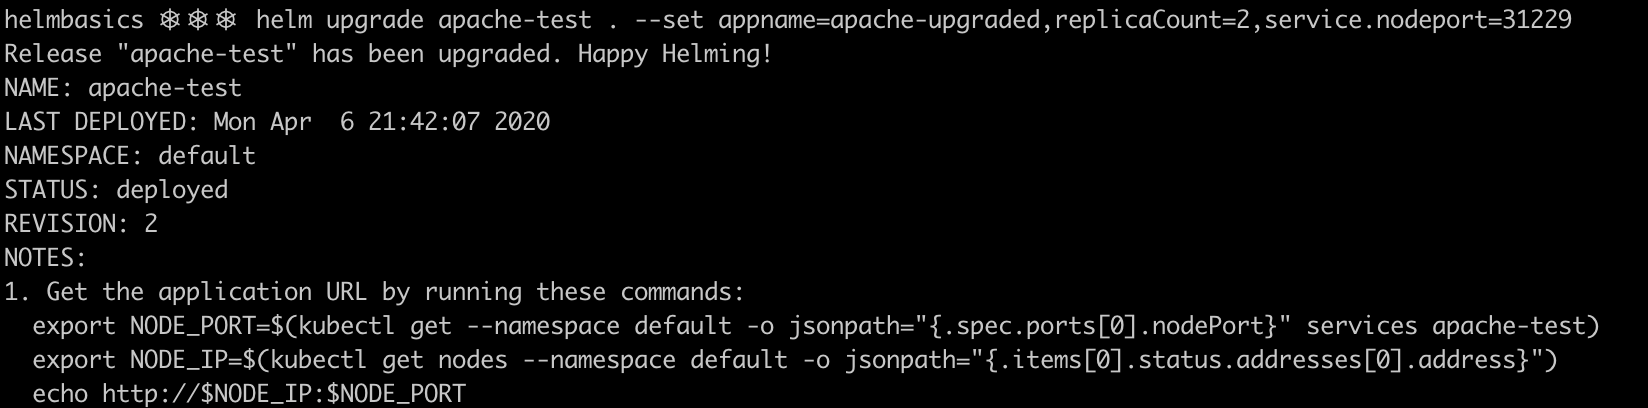 helmbasics ⎈⎈⎈ helm upgrade apache-test . --set appname=apache-upgraded,replicaCount=2,service.nodeport=31229
Release "apache-test" has been upgraded. Happy Helming!
NAME: apache-test
LAST DEPLOYED: Mon Apr  6 21:42:07 2020
NAMESPACE: default
STATUS: deployed
REVISION: 2
NOTES:
1. Get the application URL by running these commands:
  export NODE_PORT=$(kubectl get --namespace default -o jsonpath="{.spec.ports[0].nodePort}" services apache-test)
  export NODE_IP=$(kubectl get nodes --namespace default -o jsonpath="{.items[0].status.addresses[0].address}")
  echo http://$NODE_IP:$NODE_PORT